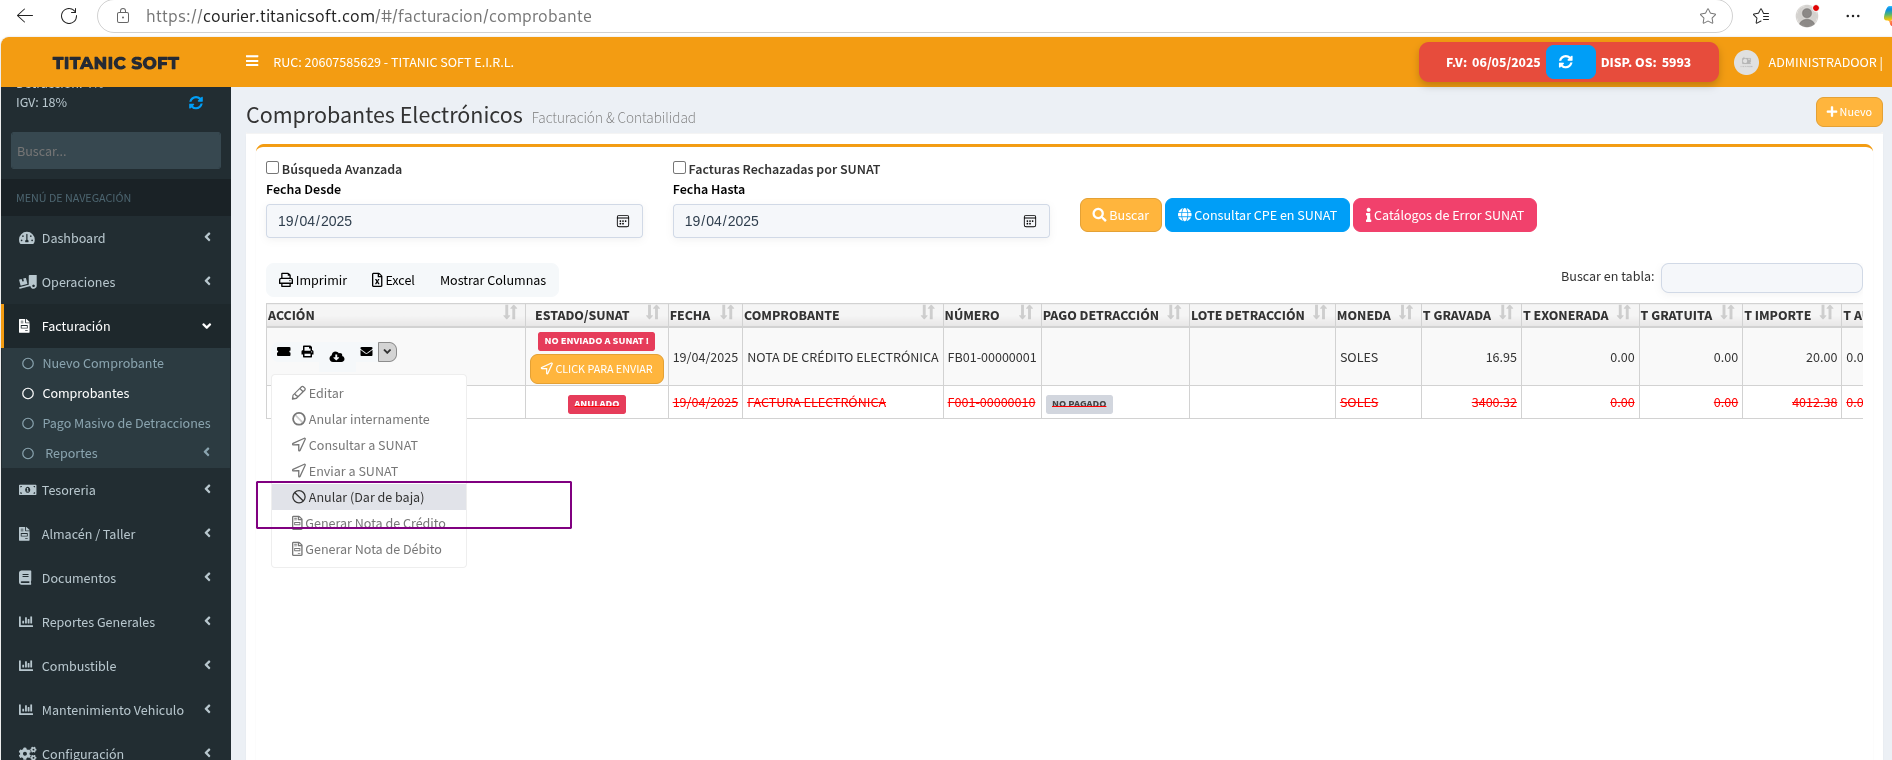 https://courier.titanicsoft.com/#/facturacion/comprobante
TITANIC SOFT
RUC: 20607585629 - TITANIC SOFT E.I.R.L.
F.V: 06/05/2025
DISP. OS: 5993
ADMINISTRADOOR |
IGV: 18%
Buscar...
MENÚ DE NAVEGACIÓN
Dashboard
Operaciones
Facturación
Nuevo Comprobante
Comprobantes
Pago Masivo de Detracciones
Reportes
Tesoreria
Almacén / Taller
Documentos
Reportes Generales
Combustible
Mantenimiento Vehiculo
Configuración
Comprobantes Electrónicos Facturación & Contabilidad
Nuevo
Búsqueda Avanzada
Facturas Rechazadas por SUNAT
Fecha Desde
Fecha Hasta
19/04/2025
19/04/2025
Buscar
Consultar CPE en SUNAT
Catálogos de Error SUNAT
Imprimir
Excel
Mostrar Columnas
Buscar en tabla:
ACCIÓN ESTADO/SUNAT FECHA COMPROBANTE NÚMERO PAGO DETRACCIÓN LOTE DETRACCIÓN MONEDA T GRAVADA T EXONERADA T GRATUITA T IMPORTE T A
NO ENVIADO A SUNAT !
CLICK PARA ENVIAR
19/04/2025 NOTA DE CRÉDITO ELECTRÓNICA FB01-00000001 SOLES 16.95 0.00 0.00 20.00 0.0
ANULADO 19/04/2025 FACTURA ELECTRÓNICA F001-00000010 NO PAGADO SOLES 3400.32 0.00 0.00 4012.38 0.0
Editar
Anular internamente
Consultar a SUNAT
Enviar a SUNAT
Anular (Dar de baja)
Generar Nota de Crédito
Generar Nota de Débito